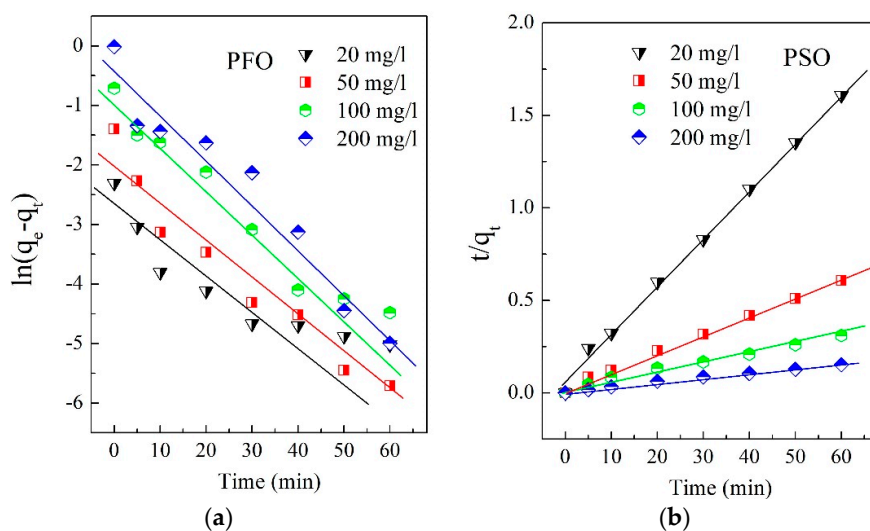 PFO
20 mg/l
50 mg/l
100 mg/l
200 mg/l
0
-1
-2
-3
-4
-5
-6
ln(qe-qt)
0 10 20 30 40 50 60
Time (min)
(a)
PSO
20 mg/l
50 mg/l
100 mg/l
200 mg/l
2.0
1.5
1.0
0.5
0.0
t/qt
0 10 20 30 40 50 60
Time (min)
(b)